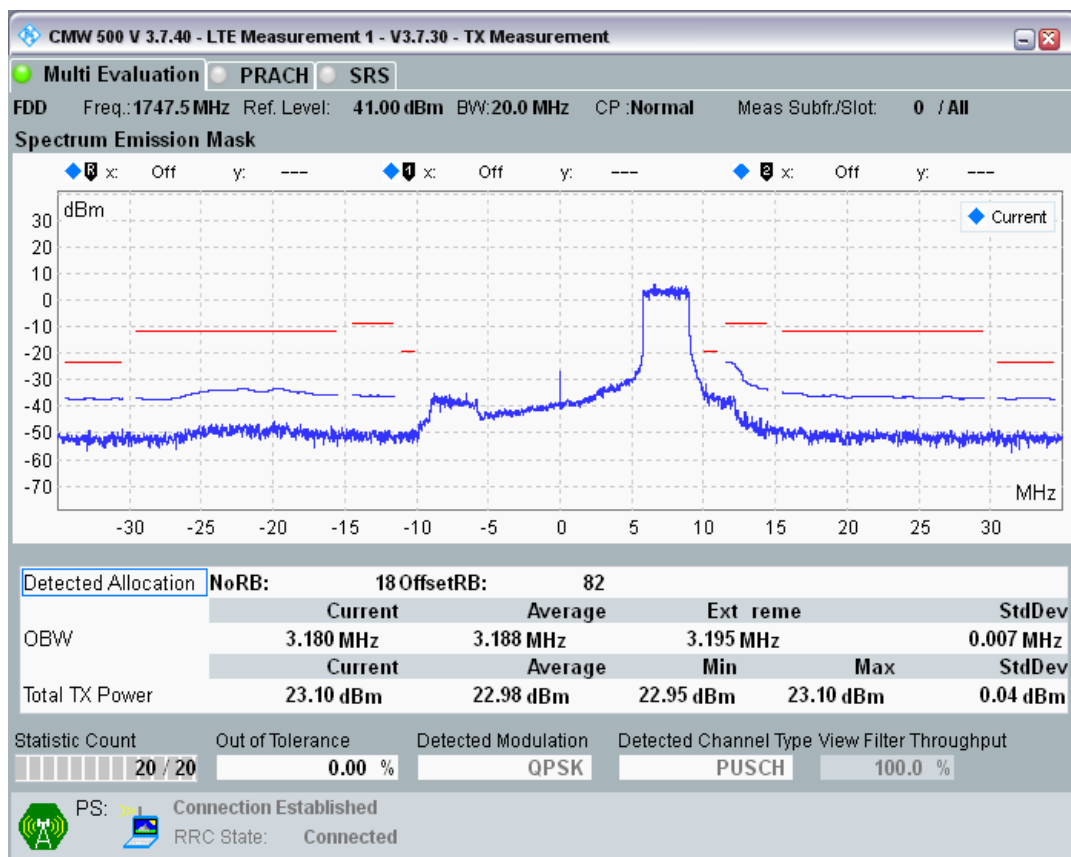 CMW 500 V 3.7.40 - LTE Measurement 1 - V3.7.30 - TX Measurement
Multi Evaluation PRACH SRS
FDD Freq.:1747.5 MHz Ref. Level: 41.00 dBm BW:20.0 MHz CP :Normal Meas Subfr./Slot: 0 / All
Spectrum Emission Mask
R x: Off y: --- 1 x: Off y: --- 2 x: Off y: ---
dBm
Current
30
20
10
0
-10
-20
-30
-40
-50
-60
-70
MHz
-30 -25 -20 -15 -10 -5 0 5 10 15 20 25 30
Detected Allocation NoRB: 18 OffsetRB: 82
Current Average Ext reme StdDev
OBW 3.180 MHz 3.188 MHz 3.195 MHz 0.007 MHz
Current Average Min Max StdDev
Total TX Power 23.10 dBm 22.98 dBm 22.95 dBm 23.10 dBm 0.04 dBm
Statistic Count Out of Tolerance Detected Modulation Detected Channel Type View Filter Throughput
20 / 20 0.00 % QPSK PUSCH 100.0 %
PS: Connection Established
RRC State: Connected